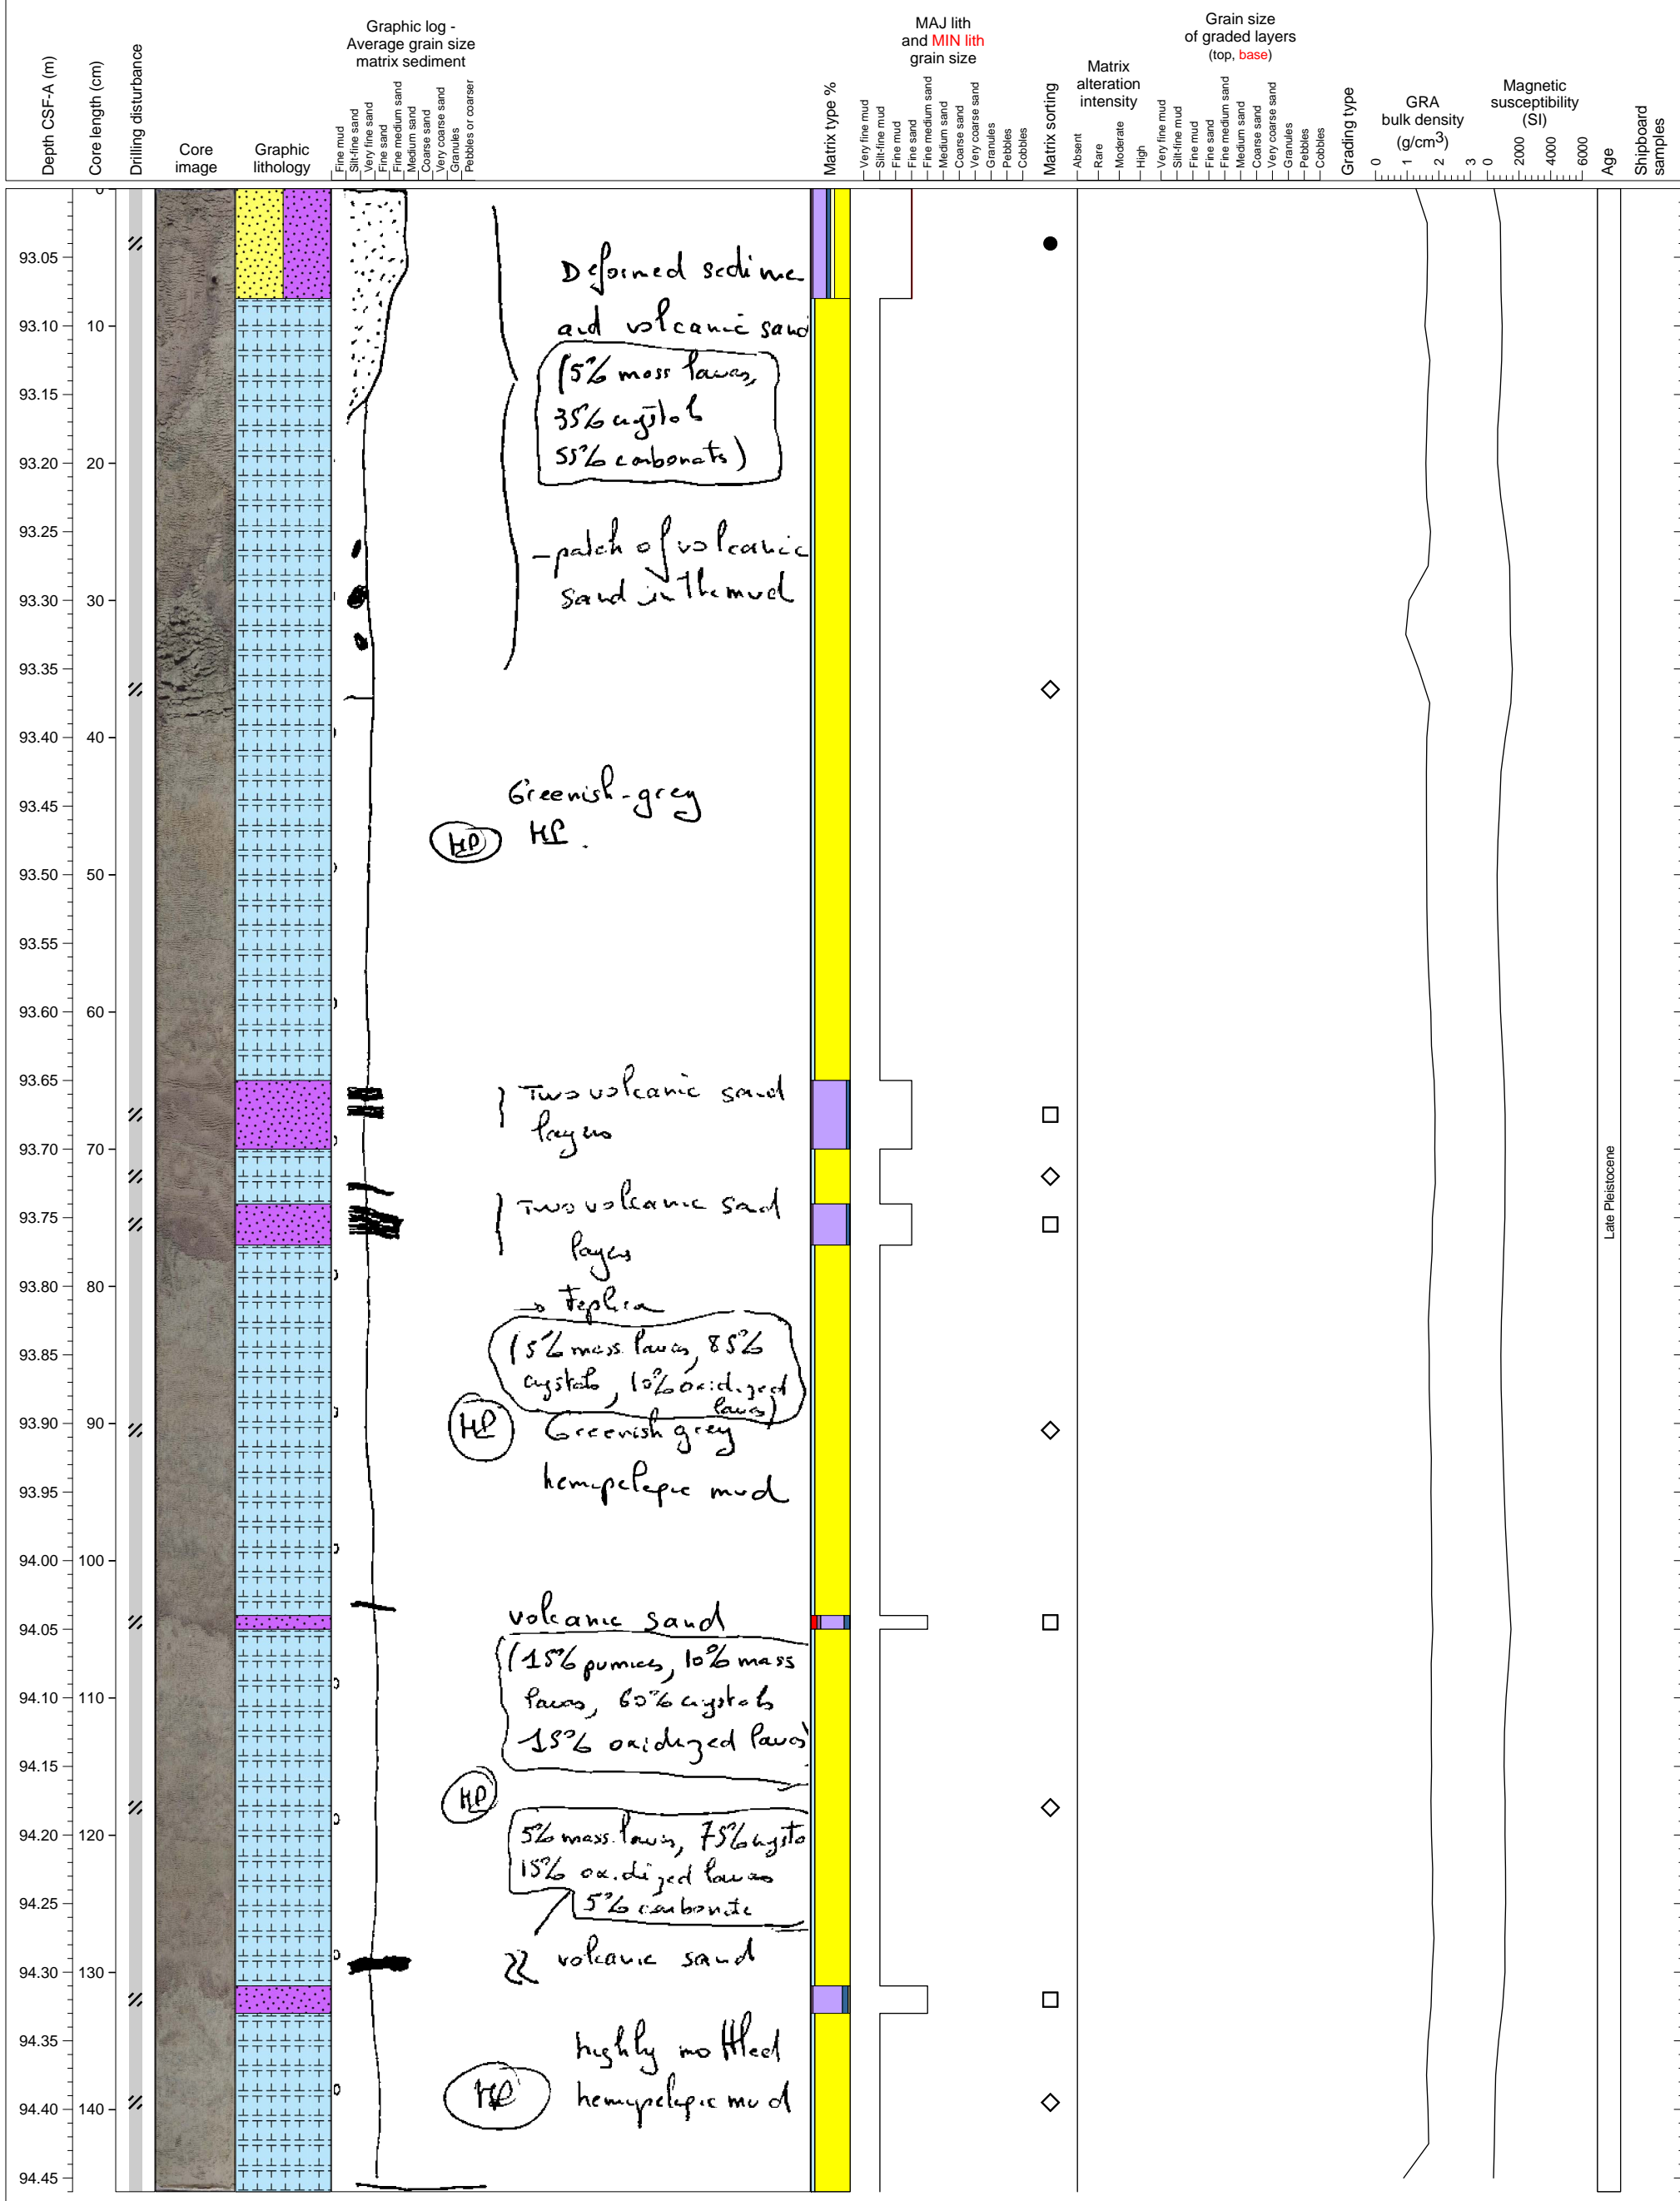 Depth CSF-A (m)
Core length (cm)
Drilling disturbance
Core
image
Graphic
lithology
Graphic log -
Average grain size
matrix sediment
Fine mud
Silt-fine sand
Very fine sand
Fine sand
Fine medium sand
Medium sand
Coarse sand
Very coarse sand
Granules
Pebbles or coarser
Matrix type %
MAJ lith
and MIN lith
grain size
Very fine mud
Silt-fine mud
Fine mud
Fine sand
Fine medium sand
Medium sand
Coarse sand
Very coarse sand
Granules
Pebbles
Cobbles
Matrix sorting
Matrix
alteration
intensity
Absent
Rare
Moderate
High
Grain size
of graded layers
(top, base)
Very fine mud
Silt-fine mud
Fine mud
Fine sand
Fine medium sand
Medium sand
Coarse sand
Very coarse sand
Granules
Pebbles
Cobbles
Grading type
GRA
bulk density
(g/cm3)
0 1 2 3
Magnetic
susceptibility
(SI)
0 2000 4000 6000
Age
Shipboard
samples
0
93.05
93.10 10
93.15
93.20 20
93.25
93.30 30
93.35
93.40 40
93.45
93.50 50
93.55
93.60 60
93.65
93.70 70
93.75
93.80 80
93.85
93.90 90
93.95
94.00 100
94.05
94.10 110
94.15
94.20 120
94.25
94.30 130
94.35
94.40 140
94.45
Deformed sedime
and volcanic sand
(5% mass lavas,
35% crystals
55% carbonats)
- patch of volcanic
sand in the mud
Greenish-grey
HP HP.
Two volcanic sand
layers
Two volcanic sand
layers
→ Tephra
(5% mass. lavas, 85%
crystals, 10% oxidized
lavas)
HP Greenish grey
hemipelagic mud
volcanic sand
(15% pumices, 10% mass
lavas, 60% crystals
15% oxidized lavas)
HP
5% mass. lavas, 75% crysta
15% oxidized lavas
5% carbonate
volcanic sand
highly mottled
HP hemipelagic mud
Late Pleistocene